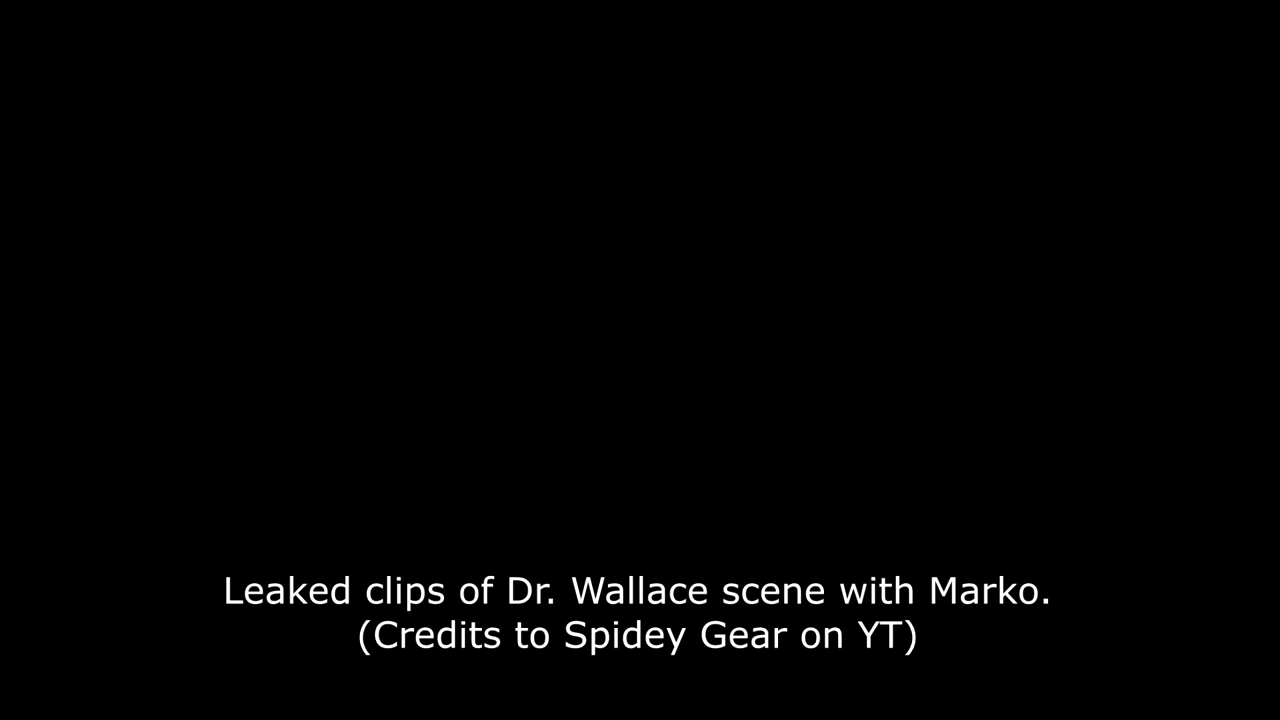 Leaked clips of Dr. Wallace scene with Marko.
(Credits to Spidey Gear on YT)